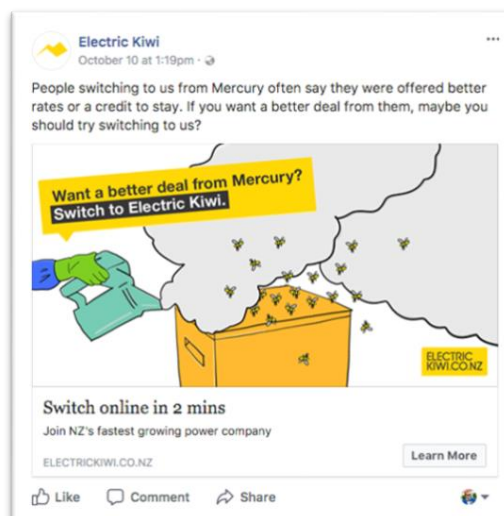 Electric Kiwi
October 10 at 1:19pm ·
People switching to us from Mercury often say they were offered better
rates or a credit to stay. If you want a better deal from them, maybe you
should try switching to us?
Want a better deal from Mercury?
Switch to Electric Kiwi.
ELECTRIC
KIWI.CO.NZ
Switch online in 2 mins
Join NZ's fastest growing power company
ELECTRICKIWI.CO.NZ
Learn More
Like Comment Share